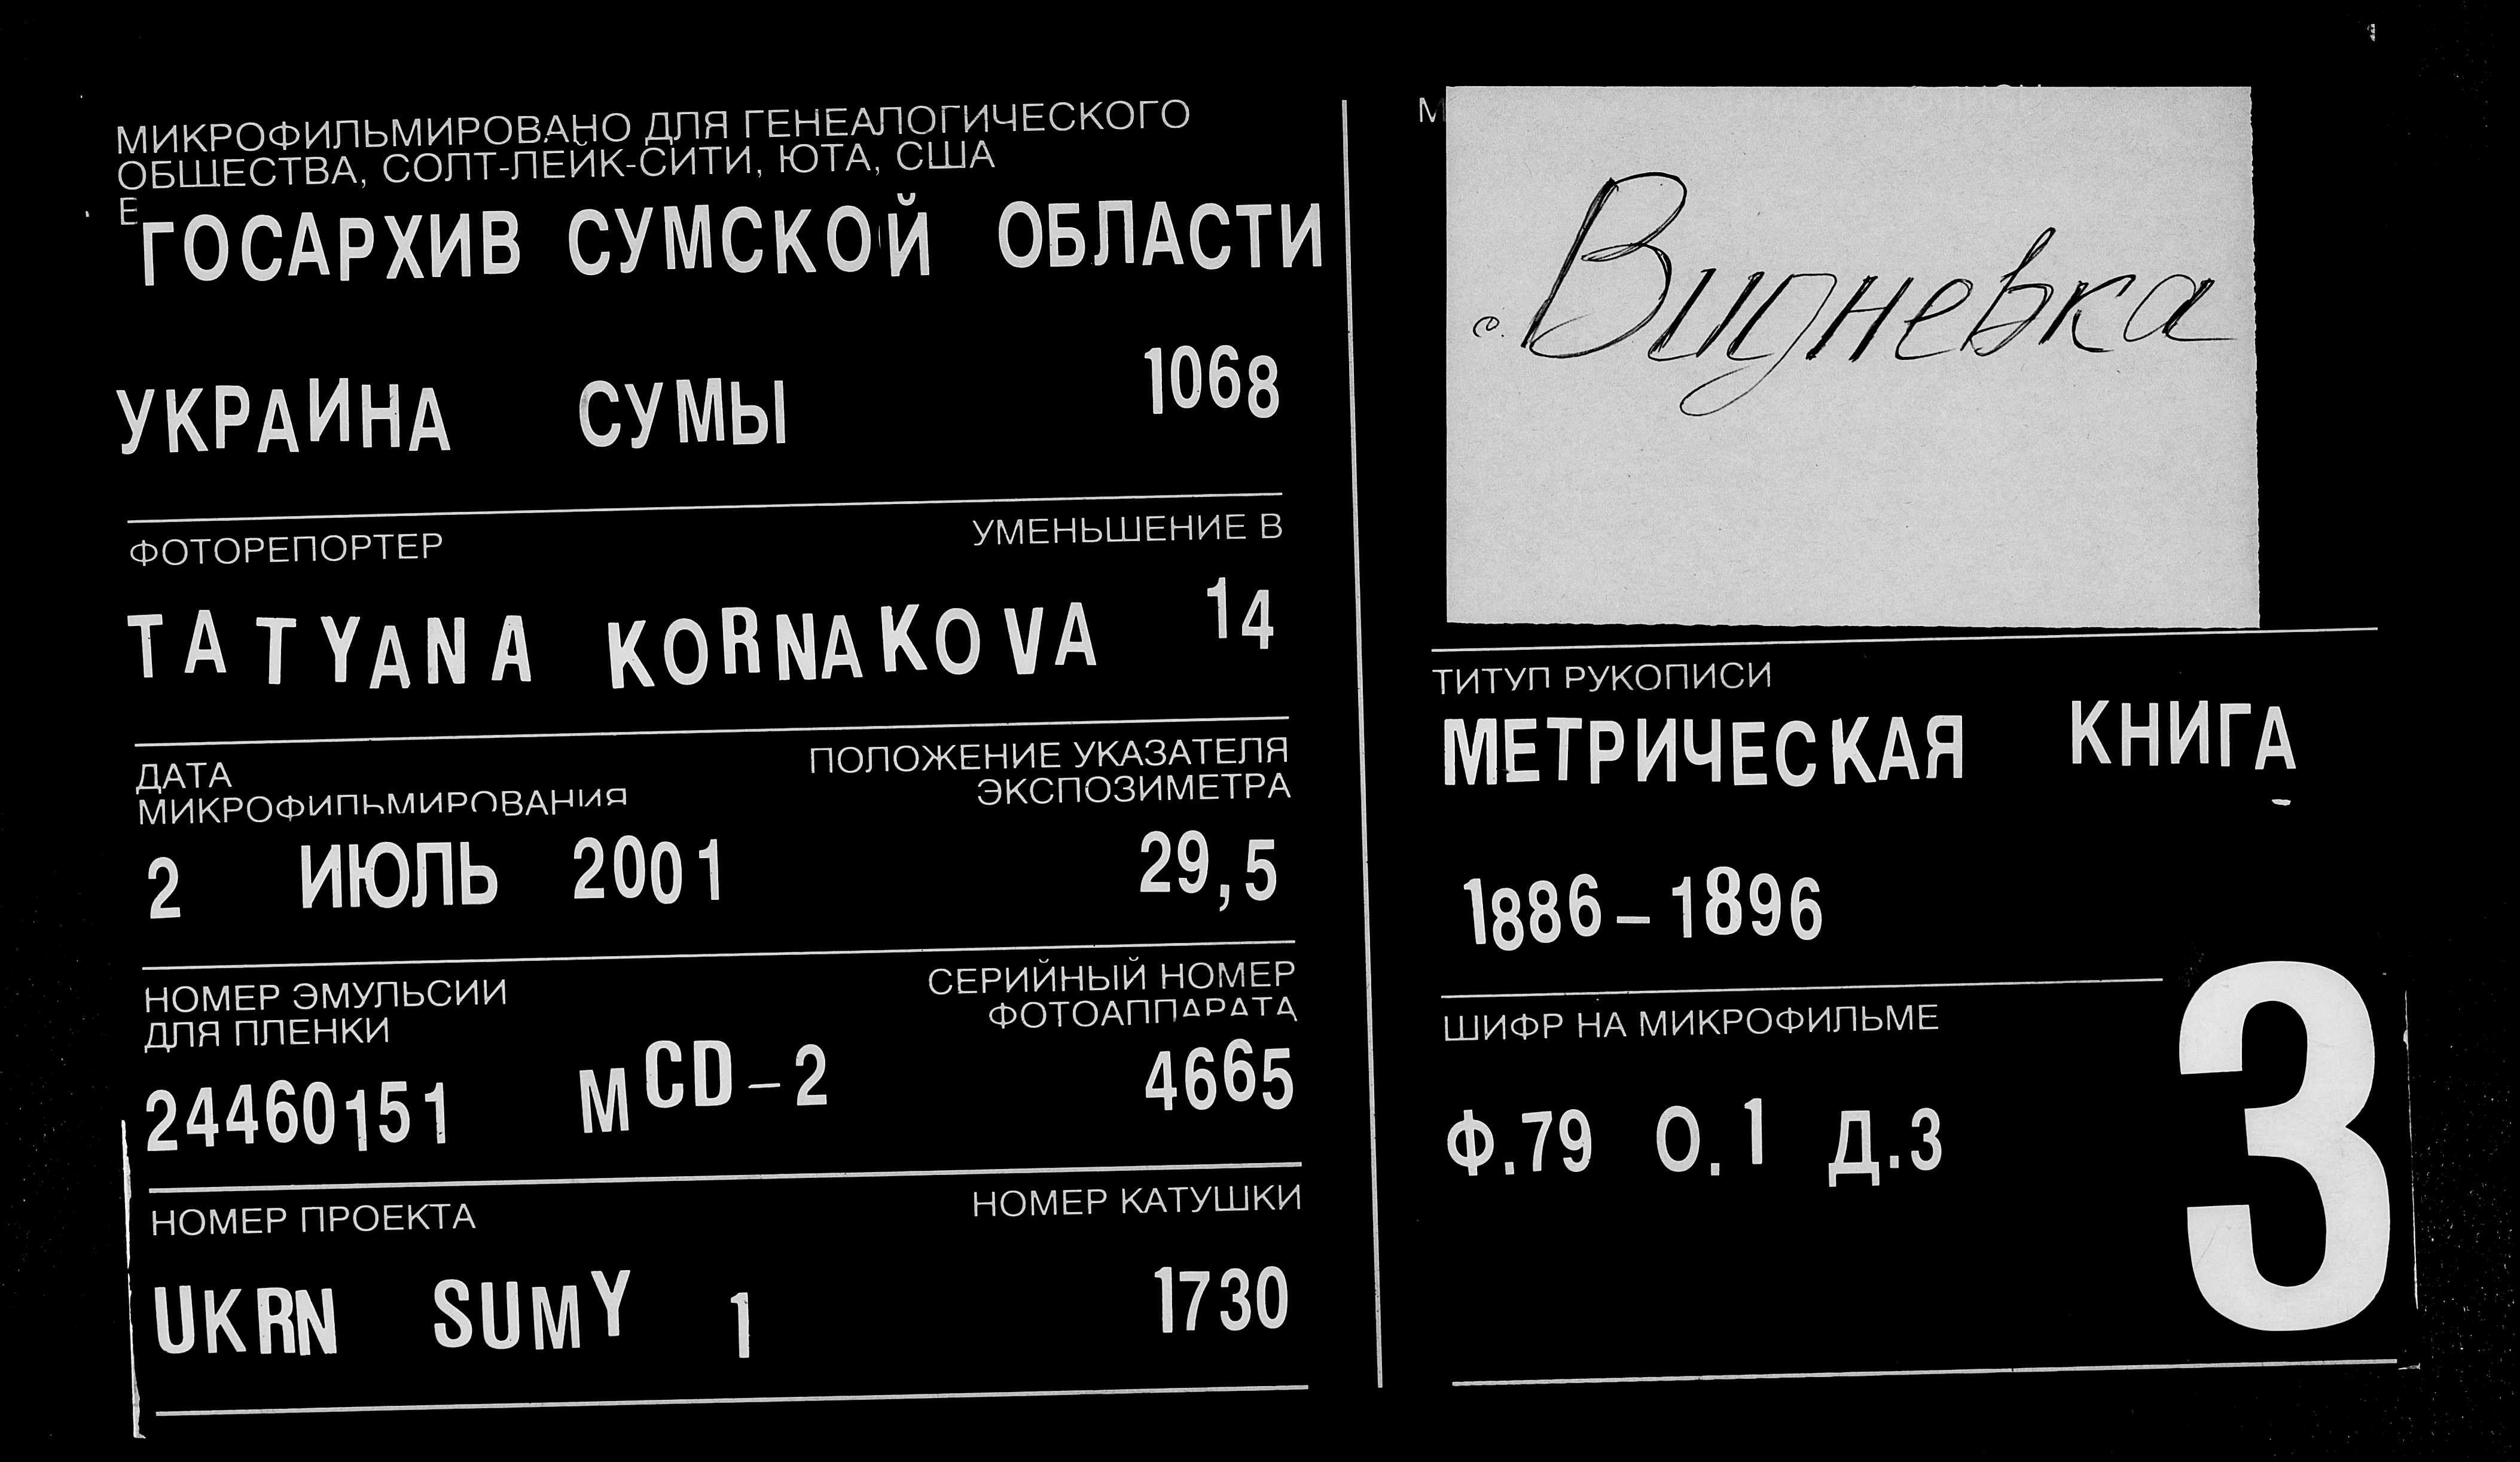 МИКРОФИЛЬМИРОВАНО ДЛЯ ГЕНЕАЛОГИЧЕСКОГО
ОБЩЕСТВА, СОЛТ-ЛЕЙК-СИТИ, ЮТА, США
ГОСАРХИВ СУМСКОЙ ОБЛАСТИ
УКРАИНА СУМЫ 1068
ФОТОРЕПОРТЕР УМЕНЬШЕНИЕ В
TATYANA KORNAKOVA 14
ДАТА ПОЛОЖЕНИЕ УКАЗАТЕЛЯ
МИКРОФИЛЬМИРОВАНИЯ ЭКСПОЗИМЕТРА
2 ИЮЛЬ 2001 29,5
НОМЕР ЭМУЛЬСИИ СЕРИЙНЫЙ НОМЕР
ДЛЯ ПЛЕНКИ ФОТОАППАРАТА
24460151 MCD-2 4665
НОМЕР ПРОЕКТА НОМЕР КАТУШКИ
UKRN SUMY 1 1730
с. Видневка
ТИТУЛ РУКОПИСИ
МЕТРИЧЕСКАЯ КНИГА
1886-1896
ШИФР НА МИКРОФИЛЬМЕ
Ф.79 О.1 Д.3
3